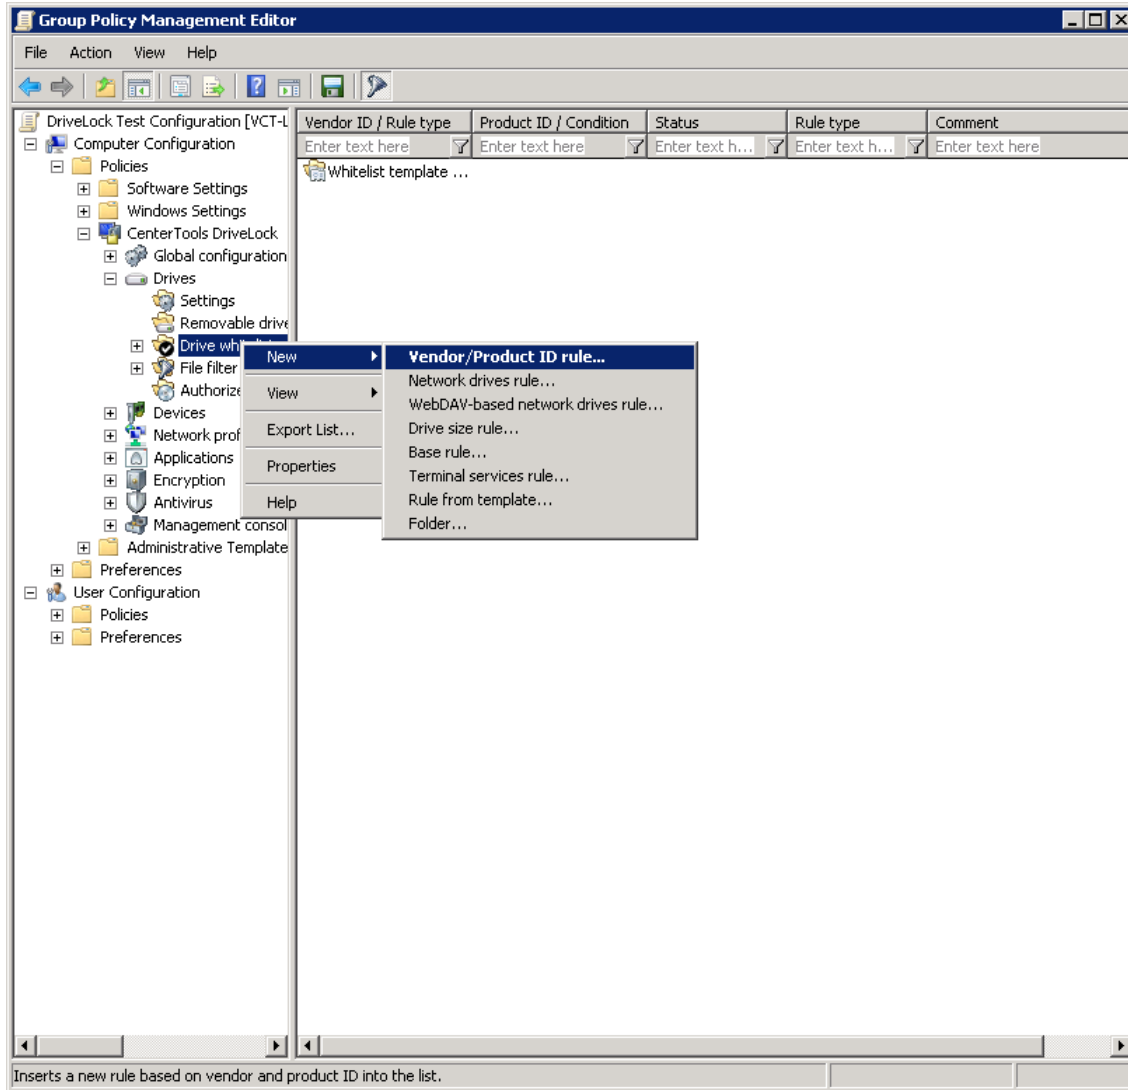 Group Policy Management Editor
File Action View Help
DriveLock Test Configuration [VCT-L
Computer Configuration
Policies
Software Settings
Windows Settings
CenterTools DriveLock
Global configuration
Drives
Settings
Removable drive
Drive wh
File filter
Authorize
Devices
Network prof
Applications
Encryption
Antivirus
Management consol
Administrative Template
Preferences
User Configuration
Policies
Preferences
Vendor ID / Rule type Product ID / Condition Status Rule type Comment
Enter text here Enter text here Enter text h... Enter text h... Enter text here
Whitelist template ...
New
View
Export List...
Properties
Help
Vendor/Product ID rule...
Network drives rule...
WebDAV-based network drives rule...
Drive size rule...
Base rule...
Terminal services rule...
Rule from template...
Folder...
Inserts a new rule based on vendor and product ID into the list.